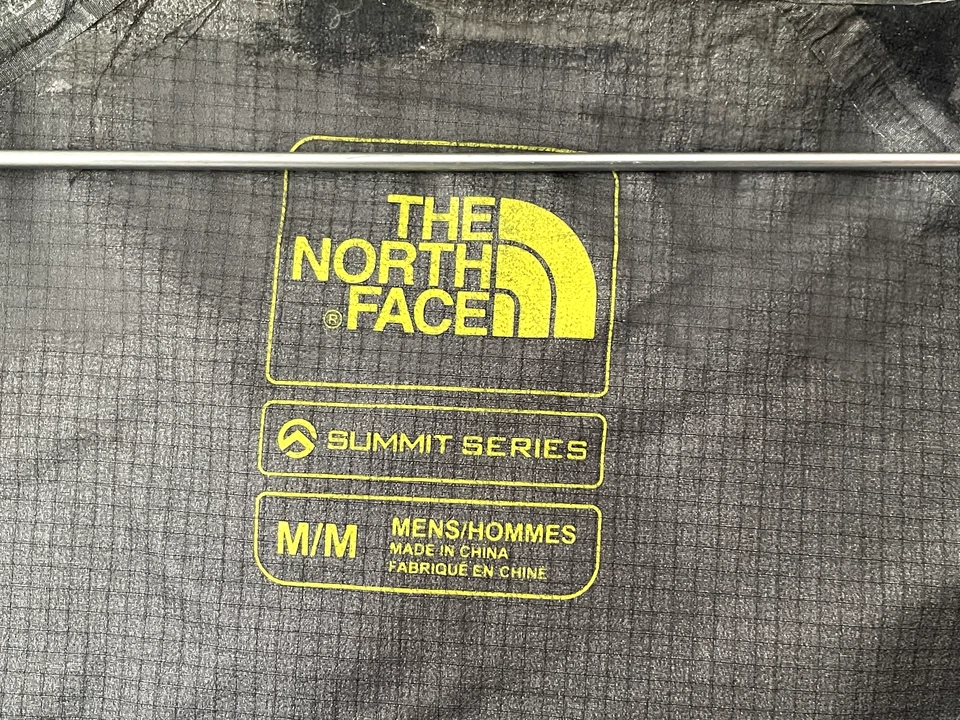 THE
NORTH
®FACE
SUMMIT SERIES
M/M
MENS/HOMMES
MADE IN CHINA
FABRIQUÉ EN CHINE